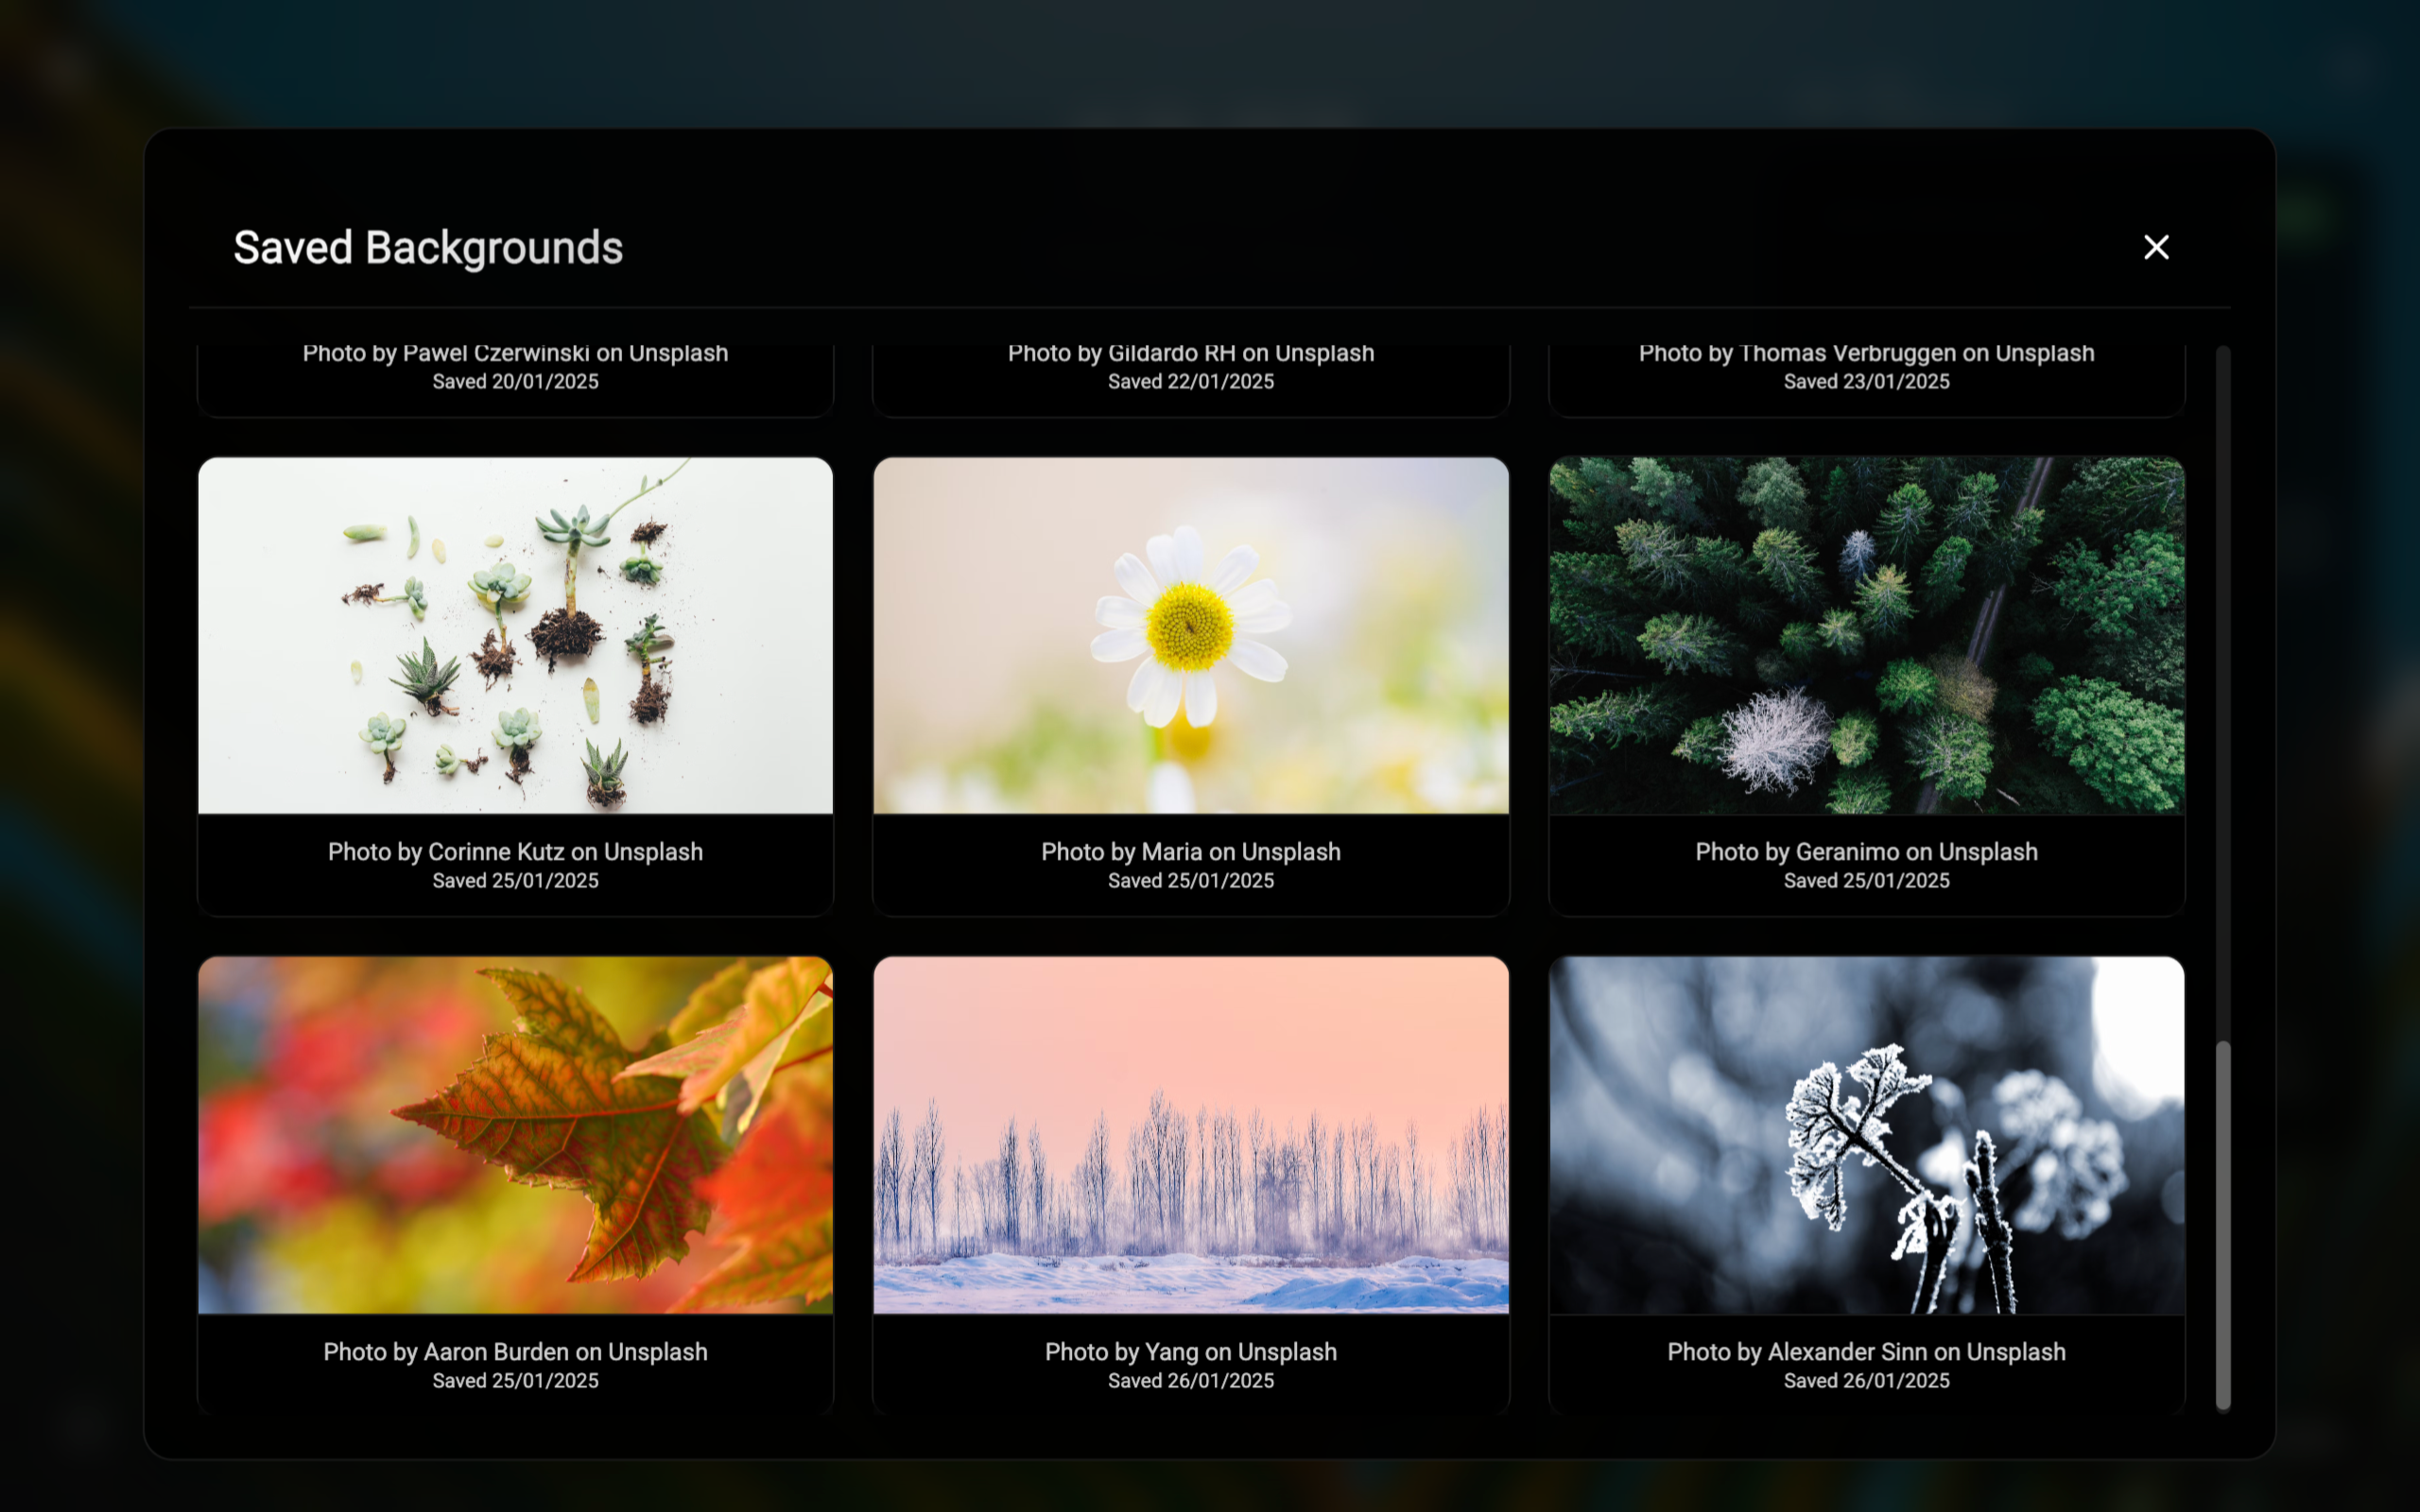 Saved Backgrounds
Photo by Pawel Czerwinski on Unsplash
Saved 20/01/2025
Photo by Gildardo RH on Unsplash
Saved 22/01/2025
Photo by Thomas Verbruggen on Unsplash
Saved 23/01/2025
Photo by Corinne Kutz on Unsplash
Saved 25/01/2025
Photo by Maria on Unsplash
Saved 25/01/2025
Photo by Geranimo on Unsplash
Saved 25/01/2025
Photo by Aaron Burden on Unsplash
Saved 25/01/2025
Photo by Yang on Unsplash
Saved 26/01/2025
Photo by Alexander Sinn on Unsplash
Saved 26/01/2025